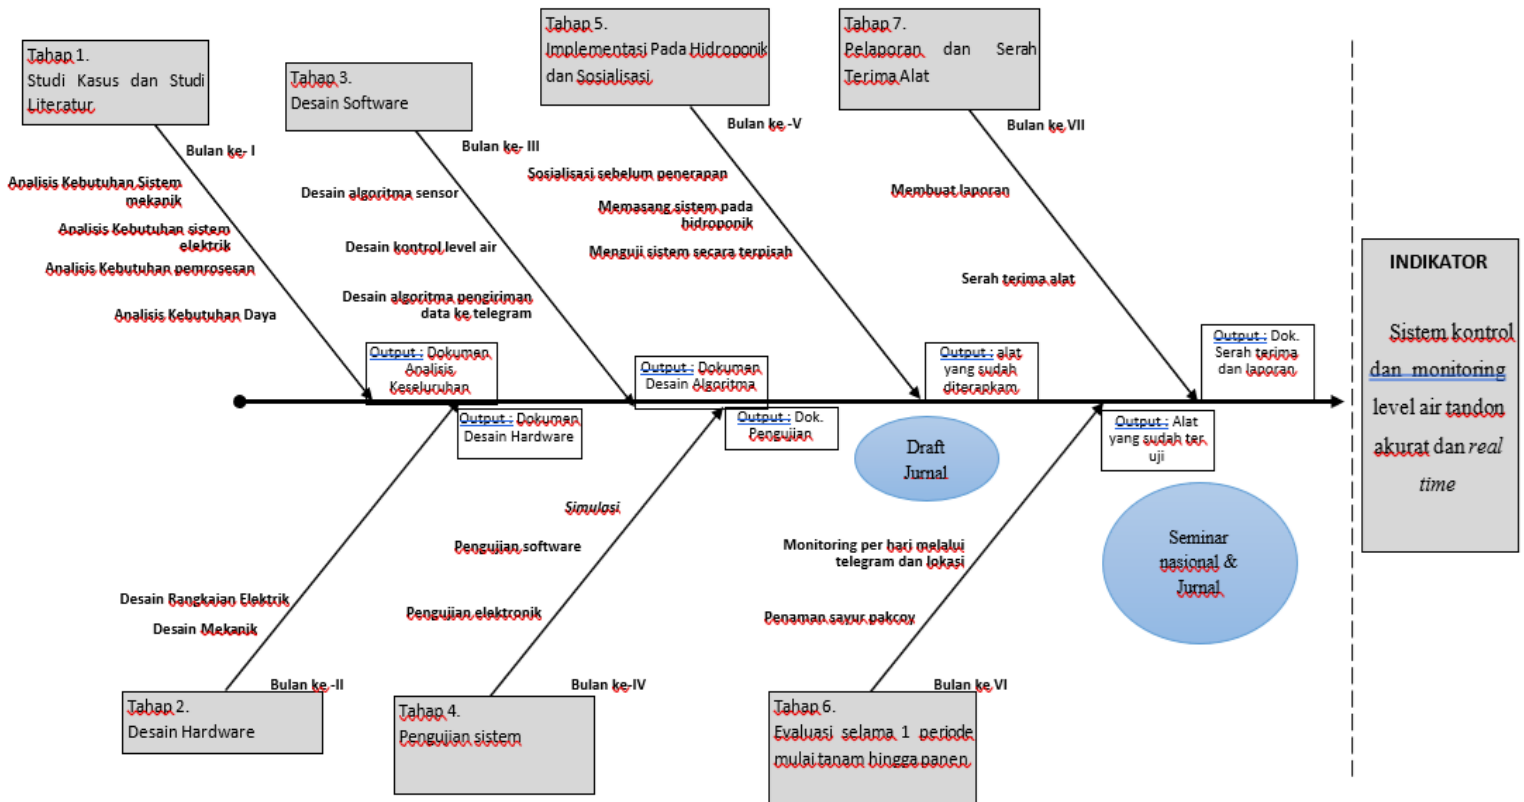 Tahap 1.
Studi Kasus dan Studi
Literatur
Bulan ke- I
Analisis Kebutuhan Sistem
mekanik
Analisis Kebutuhan sistem
elektrik
Analisis Kebutuhan pemrosesan
Analisis Kebutuhan Daya
Output : Dokumen
Analisis
Keseluruhan
Tahap 3.
Desain Software
Bulan ke- III
Desain algoritma sensor
Desain kontrol level air
Desain algoritma pengiriman
data ke telegram
Output : Dokumen
Desain Algoritma
Tahap 5.
Implementasi Pada Hidroponik
dan Sosialisasi
Bulan ke -V
Sosialisasi sebelum penerapan
Memasang sistem pada
hidroponik
Menguji sistem secara terpisah
Output : alat
yang sudah
diterapkam
Tahap 7.
Pelaporan dan Serah
Terima Alat
Bulan ke VII
Membuat laporan
Serah terima alat
Output : Dok.
Serah terima
dan laporan
INDIKATOR
Sistem kontrol
dan monitoring
level air tandon
akurat dan real
time
Output : Dokumen
Desain Hardware
Desain Rangkaian Elektrik
Desain Mekanik
Bulan ke -II
Tahap 2.
Desain Hardware
Output : Dok.
Pengujian
Simulasi
Pengujian software
Pengujian elektronik
Bulan ke-IV
Tahap 4.
Pengujian sistem
Draft
Jurnal
Output : Alat
yang sudah ter
uji
Monitoring per hari melalui
telegram dan lokasi
Penaman sayur pakcoy
Bulan ke VI
Tahap 6.
Evaluasi selama 1 periode
mulai tanam hingga panen
Seminar
nasional &
Jurnal